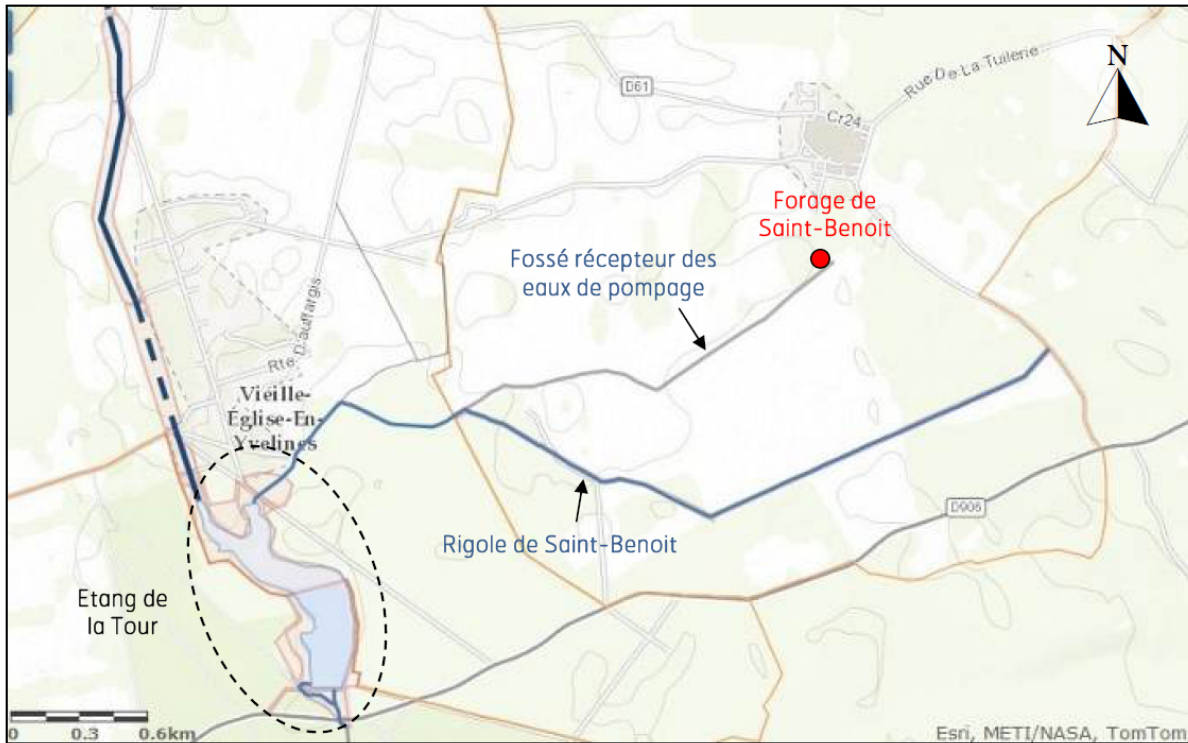 D61
Rue De La Tuilerie
N
Cr24
Forage de
Saint-Benoit
Fossé récepteur des
eaux de pompage
Rte D'auffargis
Vieille-
Église-En-
Yvelines
D906
Rigole de Saint-Benoit
Etang de
la Tour
0 0.3 0.6km
Esri, METI/NASA, TomTom